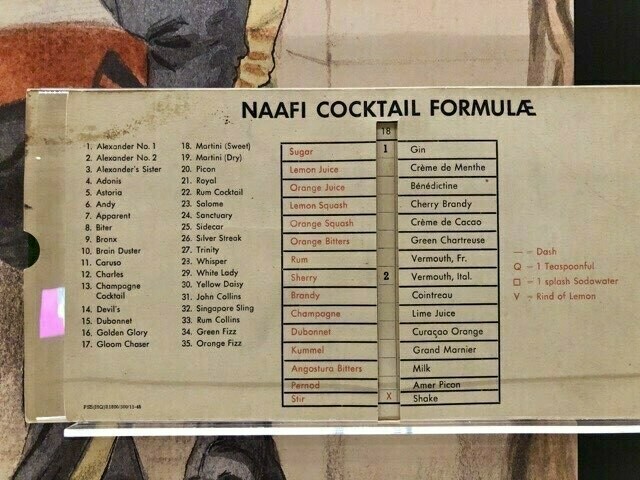 NAAFI COCKTAIL FORMULÆ
1. Alexander No. 1
2. Alexander No. 2
3. Alexander's Sister
4. Adonis
5. Astoria
6. Andy
7. Apparent
8. Biter
9. Bronx
10. Brain Duster
11. Caruso
12. Charles
13. Champagne
Cocktail
14. Devil's
15. Dubonnet
16. Golden Glory
17. Gloom Chaser
18. Martini (Sweet)
19. Martini (Dry)
20. Picon
21. Royal
22. Rum Cocktail
23. Salome
24. Sanctuary
25. Sidecar
26. Silver Streak
27. Trinity
28. Whisper
29. White Lady
30. Yellow Daisy
31. John Collins
32. Singapore Sling
33. Rum Collins
34. Green Fizz
35. Orange Fizz
18
Sugar 1 Gin
Lemon Juice Crème de Menthe
Orange Juice Bénédictine
Lemon Squash Cherry Brandy
Orange Squash Crème de Cacao
Orange Bitters Green Chartreuse
Rum Vermouth, Fr.
Sherry 2 Vermouth, Ital.
Brandy Cointreau
Champagne Lime Juice
Dubonnet Curaçao Orange
Kummel Grand Marnier
Angostura Bitters Milk
Pernod Amer Picon
Stir X Shake
— – Dash
Q – 1 Teaspoonful
□ – 1 splash Sodawater
V – Rind of Lemon